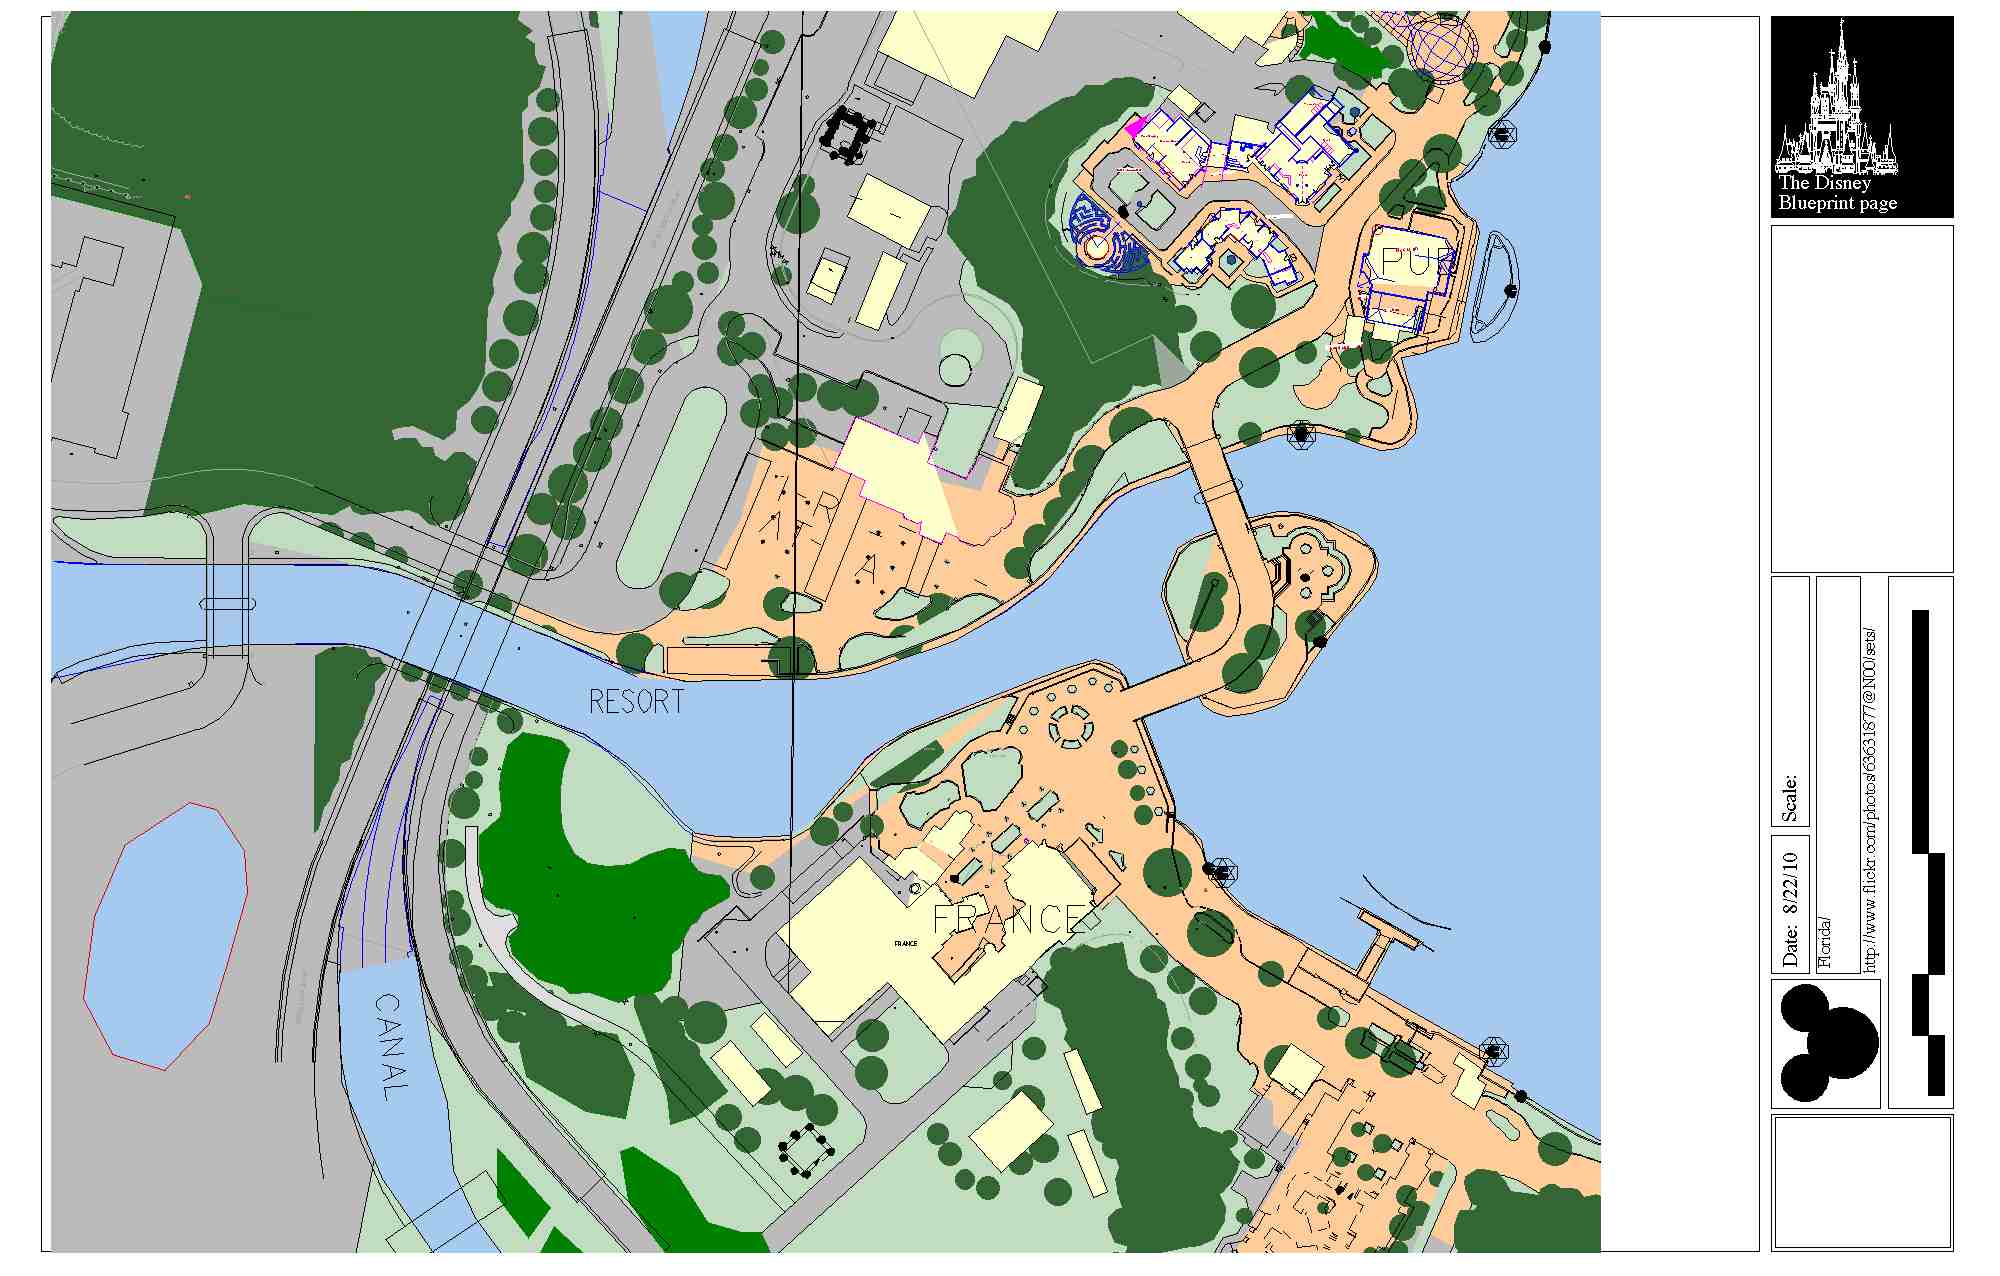 The Disney
Blueprint page
PUB
RESORT
FRANCE
FRANCE
CANAL
Scale:
Date: 8/22/10
Florida/
http://www.flickr.com/photos/63631877@N00/sets/